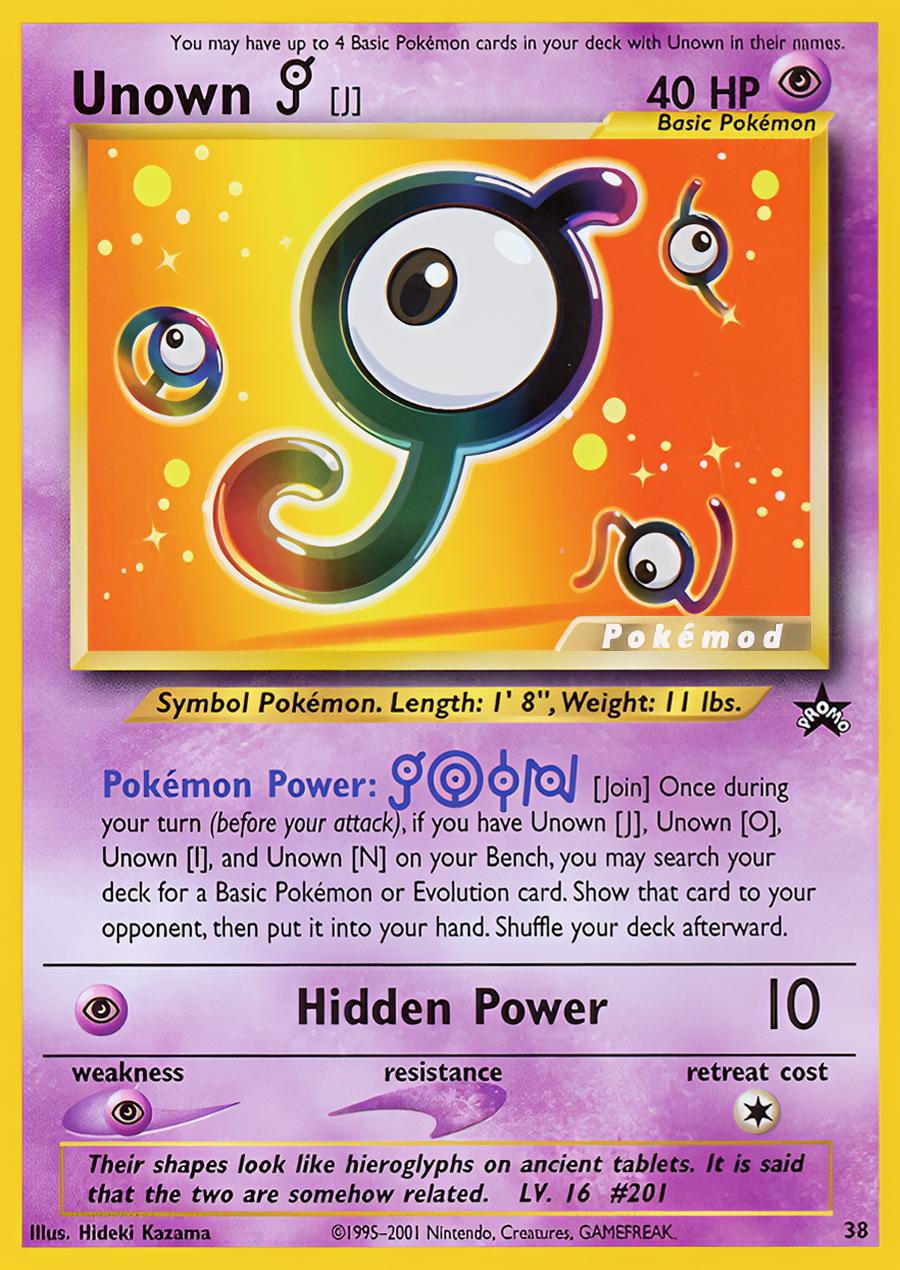 You may have up to 4 Basic Pokémon cards in your deck with Unown in their names.
Unown J [J]
40 HP
Basic Pokémon
Pokémod
Symbol Pokémon. Length: 1' 8", Weight: 11 lbs.
PROMO
Pokémon Power: JOIN [Join] Once during
your turn (before your attack), if you have Unown [J], Unown [O],
Unown [I], and Unown [N] on your Bench, you may search your
deck for a Basic Pokémon or Evolution card. Show that card to your
opponent, then put it into your hand. Shuffle your deck afterward.
Hidden Power 10
weakness resistance retreat cost
Their shapes look like hieroglyphs on ancient tablets. It is said
that the two are somehow related. LV. 16 #201
Illus. Hideki Kazama ©1995-2001 Nintendo, Creatures, GAMEFREAK. 38